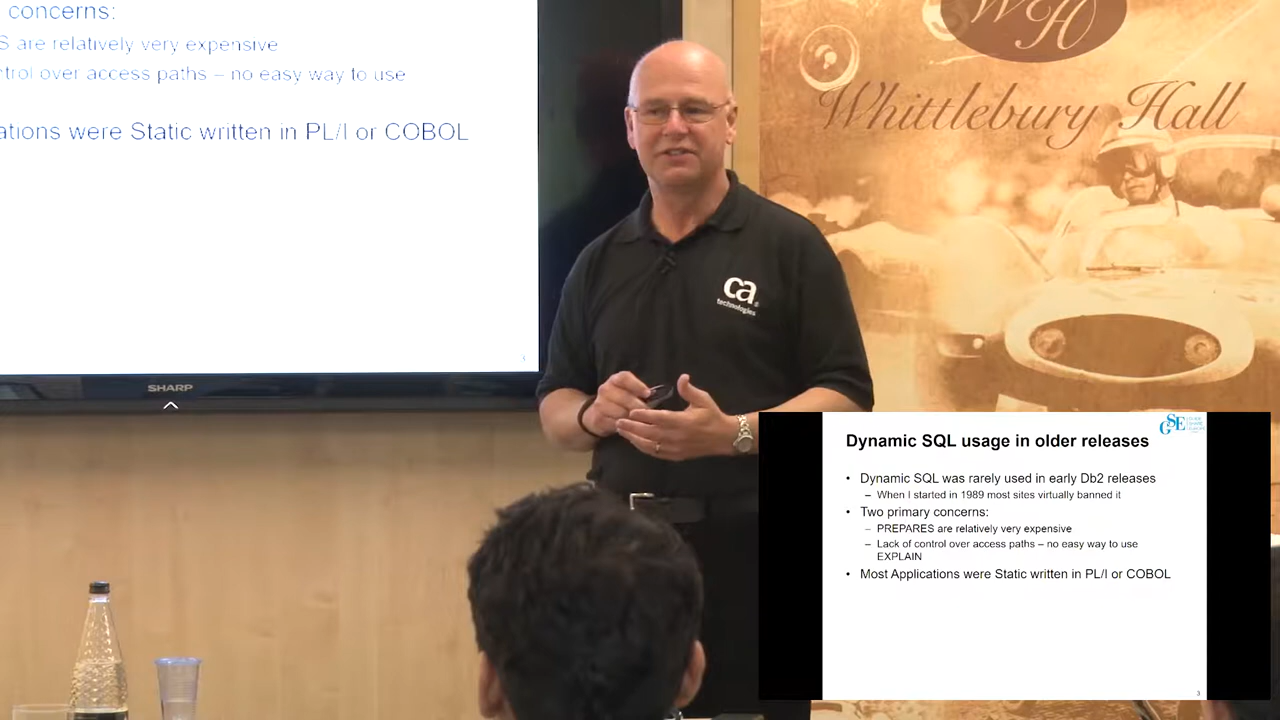 concerns:
S are relatively very expensive
ntrol over access paths – no easy way to use
ations were Static written in PL/I or COBOL
SHARP
WH
Whittlebury Hall
ca
technologies
GSE
Dynamic SQL usage in older releases
• Dynamic SQL was rarely used in early Db2 releases
– When I started in 1989 most sites virtually banned it
• Two primary concerns:
– PREPARES are relatively very expensive
– Lack of control over access paths – no easy way to use
EXPLAIN
• Most Applications were Static written in PL/I or COBOL
3